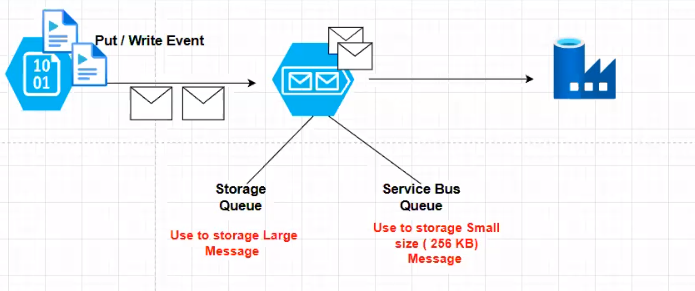 Put / Write Event
10
01
Storage
Queue
Service Bus
Queue
Use to storage Large
Message
Use to storage Small
size ( 256 KB)
Message